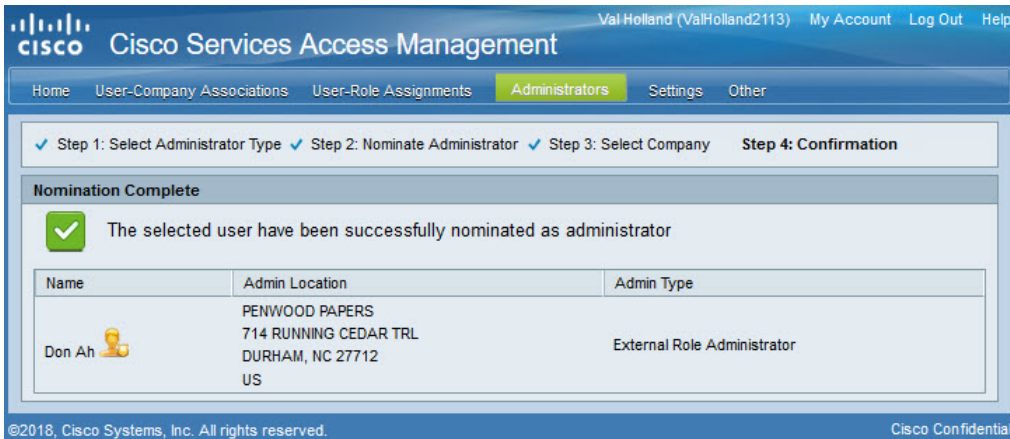 Val Holland (ValHolland2113) My Account Log Out Help
CISCO Cisco Services Access Management
Home User-Company Associations User-Role Assignments Administrators Settings Other
Step 1: Select Administrator Type Step 2: Nominate Administrator Step 3: Select Company Step 4: Confirmation
Nomination Complete
The selected user have been successfully nominated as administrator
Name Admin Location Admin Type
PENWOOD PAPERS
714 RUNNING CEDAR TRL
Don Ah DURHAM, NC 27712 External Role Administrator
US
©2018, Cisco Systems, Inc. All rights reserved. Cisco Confidential